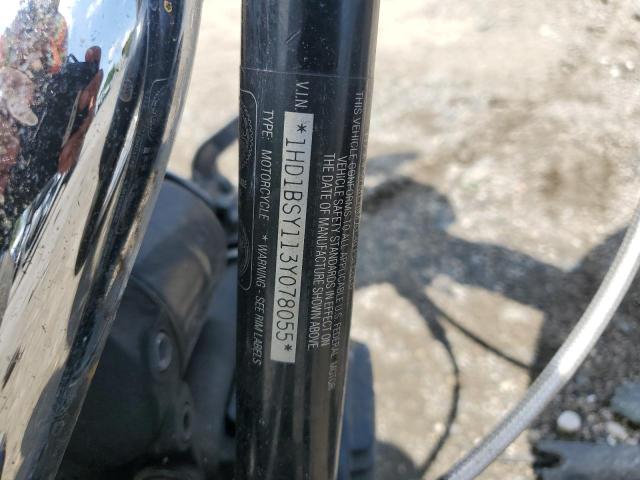 THIS VEHICLE CONFORMS TO ALL APPLICABLE U.S. FEDERAL MOTOR
VEHICLE SAFETY STANDARDS IN EFFECT ON
THE DATE OF MANUFACTURE SHOWN ABOVE
V.I.N.
*1HD1BSY113Y078055*
TYPE: MOTORCYCLE *WARNING - SEE RIM LABELS